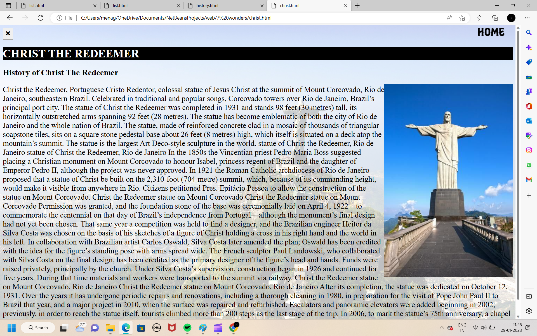 HOME
CHRIST THE REDEEMER
History of Christ The Redeemer
Christ the Redeemer, Portuguese Cristo Redentor, colossal statue of Jesus Christ at the summit of Mount Corcovado, Rio de
Janeiro, southeastern Brazil. Celebrated in traditional and popular songs, Corcovado towers over Rio de Janeiro, Brazil's
principal port city. The statue of Christ the Redeemer was completed in 1931 and stands 98 feet (30 metres) tall, its
horizontally outstretched arms spanning 92 feet (28 metres). The statue has become emblematic of both the city of Rio de
Janeiro and the whole nation of Brazil. The statue, made of reinforced concrete clad in a mosaic of thousands of triangular
soapstone tiles, sits on a square stone pedestal base about 26 feet (8 metres) high, which itself is situated on a deck atop the
mountain's summit. The statue is the largest Art Deco-style sculpture in the world. statue of Christ the Redeemer, Rio de
Janeiro statue of Christ the Redeemer, Rio de Janeiro In the 1850s the Vincentian priest Pedro Maria Boss suggested
placing a Christian monument on Mount Corcovado to honour Isabel, princess regent of Brazil and the daughter of
Emperor Pedro II, although the project was never approved. In 1921 the Roman Catholic archdiocese of Rio de Janeiro
proposed that a statue of Christ be built on the 2,310-foot (704-metre) summit, which, because of its commanding height,
would make it visible from anywhere in Rio. Citizens petitioned Pres. Epitácio Pessoa to allow the construction of the
statue on Mount Corcovado. Christ the Redeemer statue on Mount Corcovado Christ the Redeemer statue on Mount
Corcovado Permission was granted, and the foundation stone of the base was ceremonially laid on April 4, 1922—to
commemorate the centennial on that day of Brazil's independence from Portugal—although the monument's final design
had not yet been chosen. That same year a competition was held to find a designer, and the Brazilian engineer Heitor da
Silva Costa was chosen on the basis of his sketches of a figure of Christ holding a cross in his right hand and the world in
his left. In collaboration with Brazilian artist Carlos Oswald, Silva Costa later amended the plan; Oswald has been credited
with the idea for the figure's standing pose with arms spread wide. The French sculptor Paul Landowski, who collaborated
with Silva Costa on the final design, has been credited as the primary designer of the figure's head and hands. Funds were
raised privately, principally by the church. Under Silva Costa's supervision, construction began in 1926 and continued for
five years. During that time materials and workers were transported to the summit via railway. Christ the Redeemer statue
on Mount Corcovado, Rio de Janeiro Christ the Redeemer statue on Mount Corcovado, Rio de Janeiro After its completion, the statue was dedicated on October 12,
1931. Over the years it has undergone periodic repairs and renovations, including a thorough cleaning in 1980, in preparation for the visit of Pope John Paul II to
Brazil that year, and a major project in 2010, when the surface was repaired and refurbished. Escalators and panoramic elevators were added beginning in 2002;
previously, in order to reach the statue itself, tourists climbed more than 200 steps as the last stage of the trip. In 2006, to mark the statue's 75th anniversary, a chapel
Search